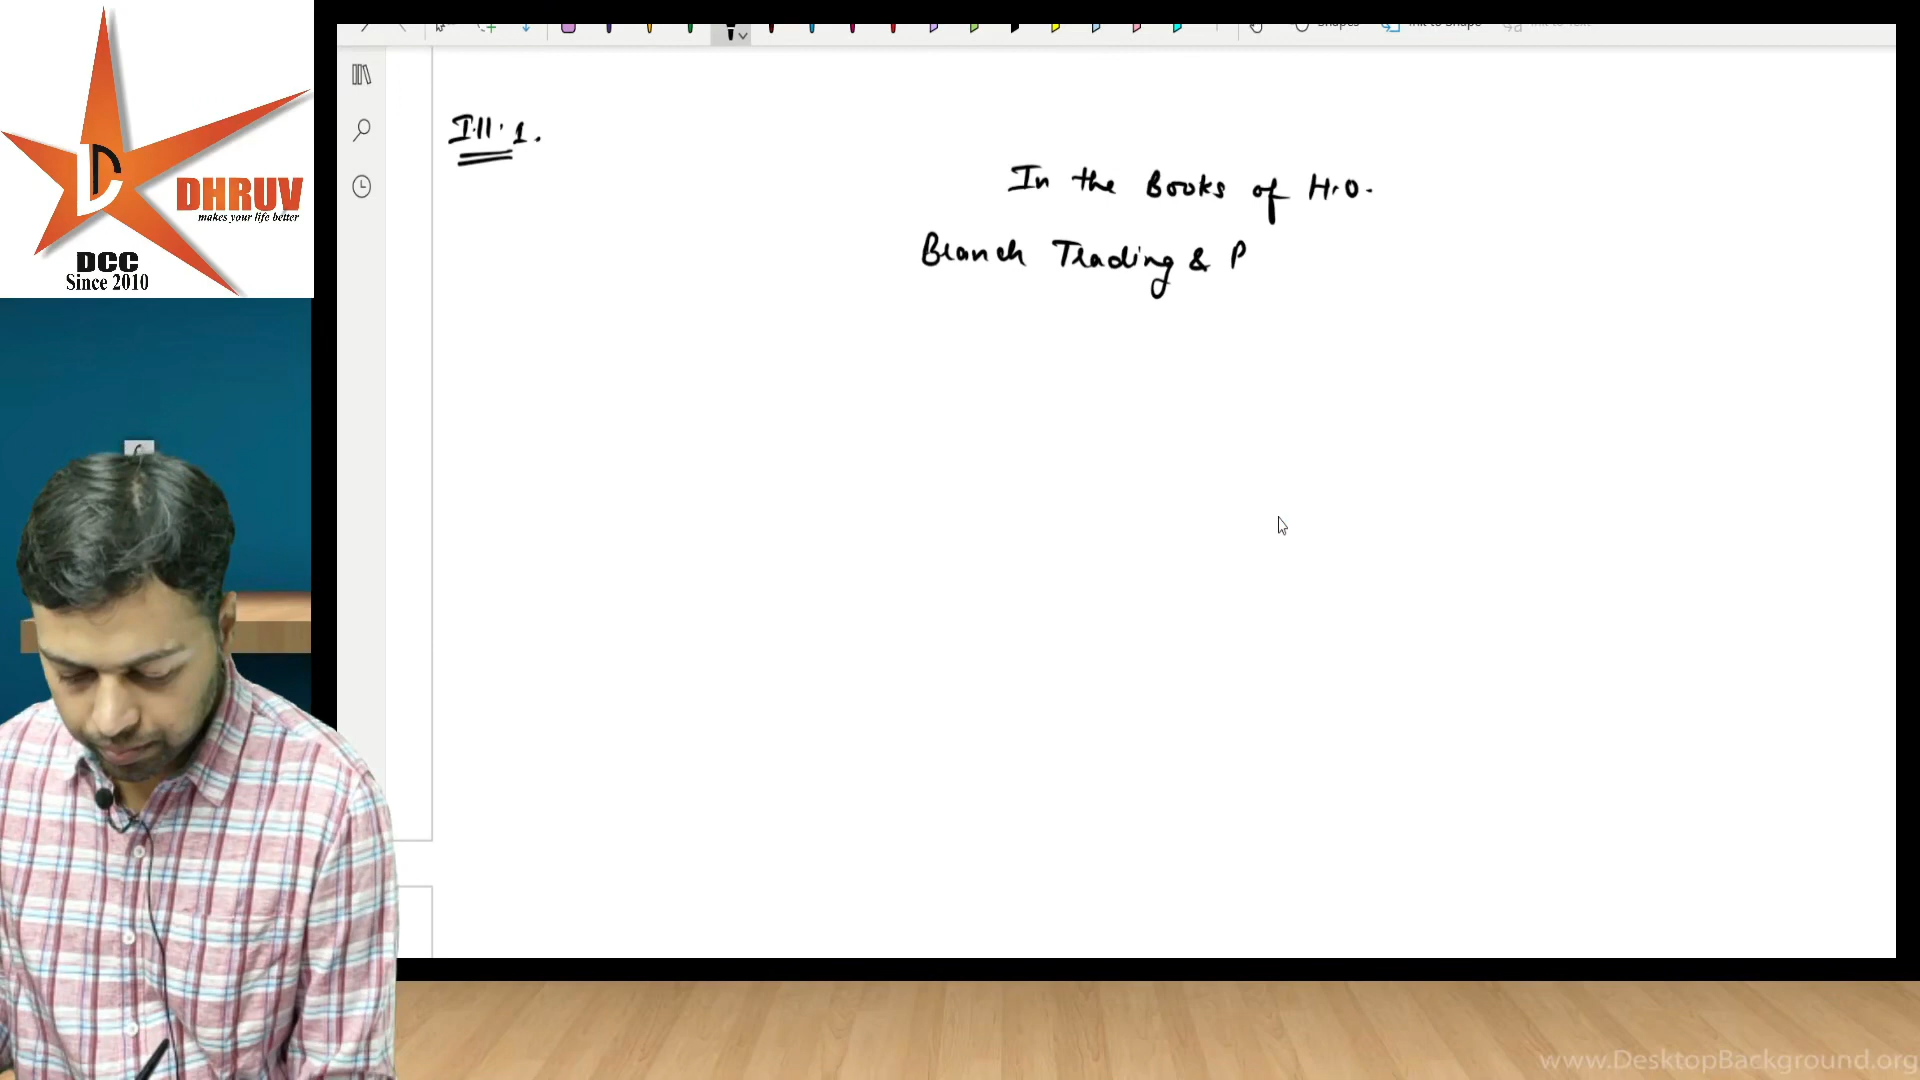 Ill. 1.
In the Books of H.O.
Branch Trading & P
DHRUV
makes your life better
DCC
Since 2010
www.DesktopBackground.org